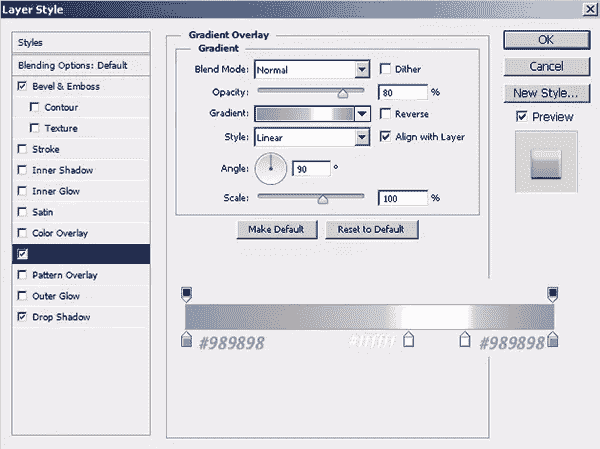 Layer Style
Styles
Blending Options: Default
Bevel & Emboss
Contour
Texture
Stroke
Inner Shadow
Inner Glow
Satin
Color Overlay
Pattern Overlay
Outer Glow
Drop Shadow
Gradient Overlay
Gradient
Blend Mode: Normal Dither
Opacity: 80 %
Gradient: Reverse
Style: Linear Align with Layer
Angle: 90 °
Scale: 100 %
Make Default Reset to Default
#989898 #ffffff #989898
OK
Cancel
New Style...
Preview